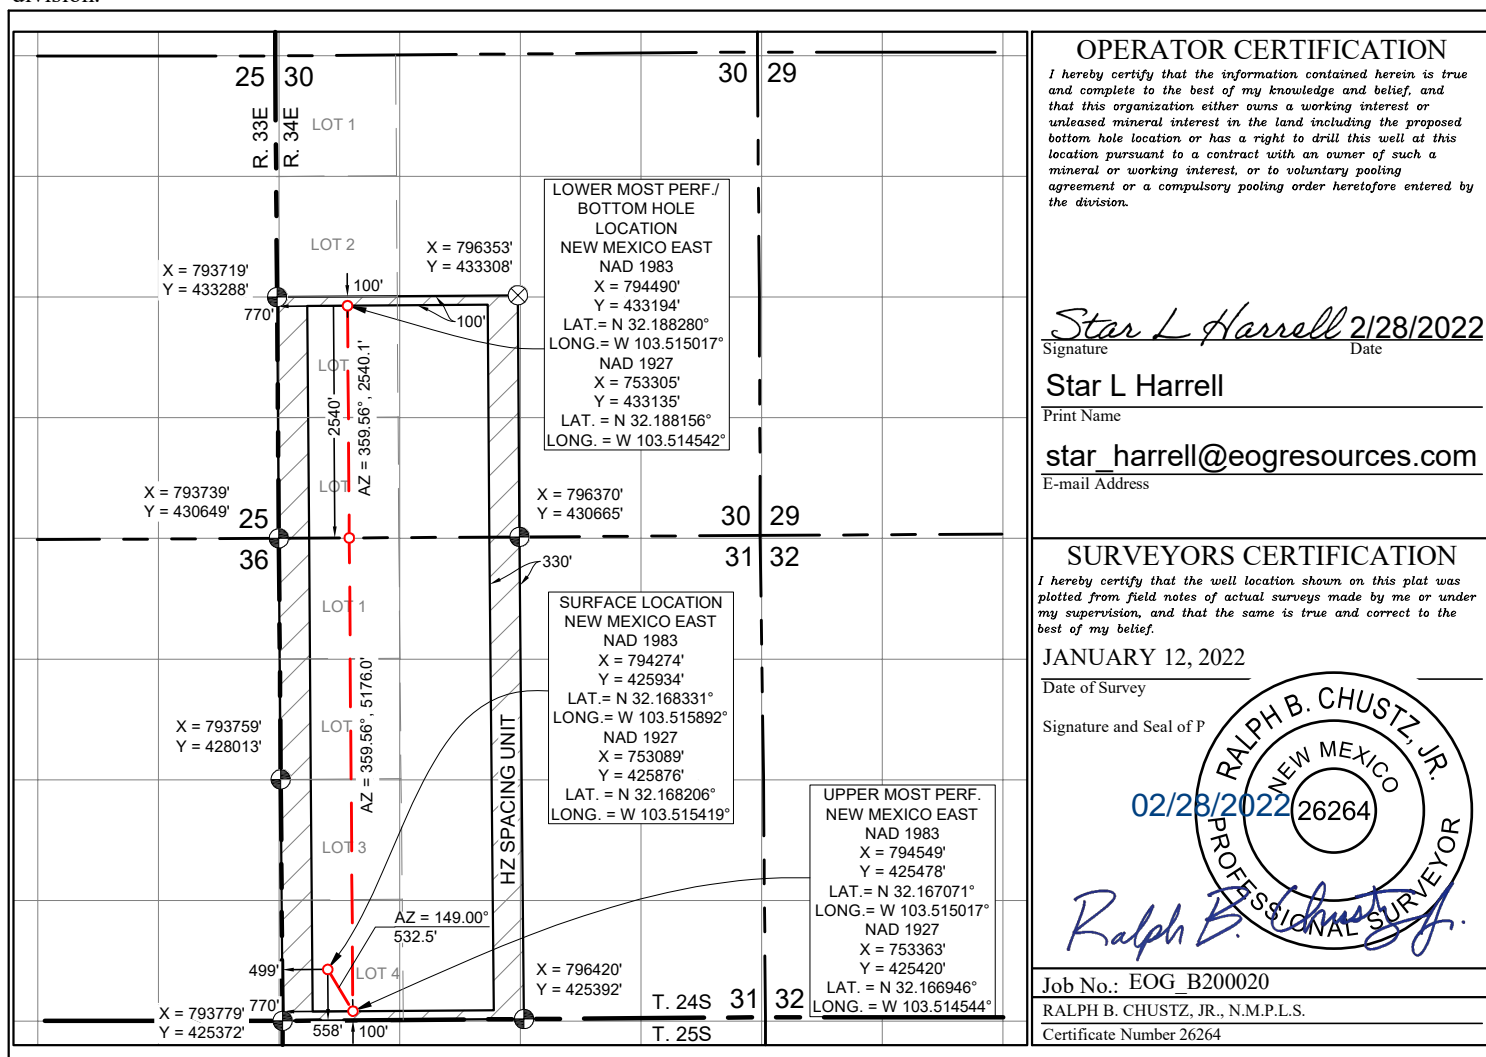 division.
25 30
30 29
R. 33E
R. 34E
LOT 1
LOT 2
X = 793719'
Y = 433288'
X = 796353'
Y = 433308'
100'
770'
100'
LOWER MOST PERF./
BOTTOM HOLE
LOCATION
NEW MEXICO EAST
NAD 1983
X = 794490'
Y = 433194'
LAT.= N 32.188280°
LONG.= W 103.515017°
NAD 1927
X = 753305'
Y = 433135'
LAT. = N 32.188156°
LONG. = W 103.514542°
LOT
2540'
AZ = 359.56°, 2540.1'
LOT
X = 793739'
Y = 430649'
X = 796370'
Y = 430665'
25
36
30 29
31 32
330'
LOT 1
SURFACE LOCATION
NEW MEXICO EAST
NAD 1983
X = 794274'
Y = 425934'
LAT.= N 32.168331°
LONG.= W 103.515892°
NAD 1927
X = 753089'
Y = 425876'
LAT. = N 32.168206°
LONG. = W 103.515419°
X = 793759'
Y = 428013'
LOT
AZ = 359.56°, 5176.0'
HZ SPACING UNIT
LOT 3
UPPER MOST PERF.
NEW MEXICO EAST
NAD 1983
X = 794549'
Y = 425478'
LAT.= N 32.167071°
LONG.= W 103.515017°
NAD 1927
X = 753363'
Y = 425420'
LAT. = N 32.166946°
LONG. = W 103.514544°
AZ = 149.00°
532.5'
499'
LOT 4
X = 796420'
Y = 425392'
770'
X = 793779'
Y = 425372'
558'
100'
T. 24S
T. 25S
31 32
OPERATOR CERTIFICATION
I hereby certify that the information contained herein is true
and complete to the best of my knowledge and belief, and
that this organization either owns a working interest or
unleased mineral interest in the land including the proposed
bottom hole location or has a right to drill this well at this
location pursuant to a contract with an owner of such a
mineral or working interest, or to voluntary pooling
agreement or a compulsory pooling order heretofore entered by
the division.
Star L Harrell 2/28/2022
Signature Date
Star L Harrell
Print Name
star_harrell@eogresources.com
E-mail Address
SURVEYORS CERTIFICATION
I hereby certify that the well location shown on this plat was
plotted from field notes of actual surveys made by me or under
my supervision, and that the same is true and correct to the
best of my belief.
JANUARY 12, 2022
Date of Survey
Signature and Seal of P
RALPH B. CHUSTZ, JR.
NEW MEXICO
26264
PROFESSIONAL SURVEYOR
02/28/2022
Ralph B. Chustz Jr.
Job No.: EOG_B200020
RALPH B. CHUSTZ, JR., N.M.P.L.S.
Certificate Number 26264